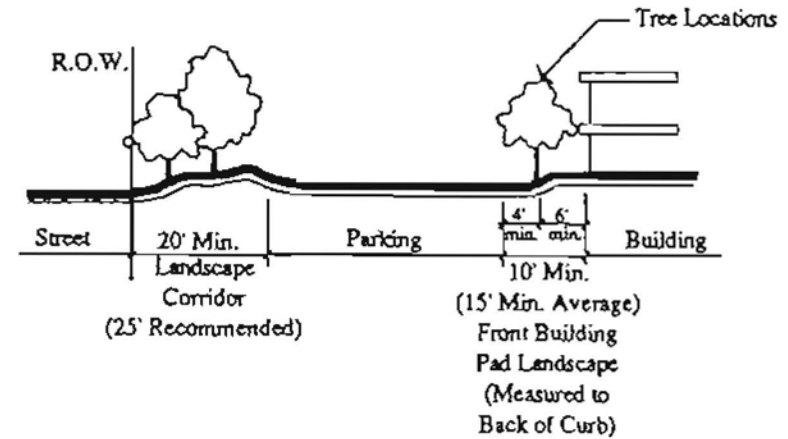 Tree Locations
R.O.W.
4' 6'
min. min.
Street 20' Min. Parking Building
Landscape
Corridor
(25' Recommended)
10' Min.
(15' Min. Average)
Front Building
Pad Landscape
(Measured to
Back of Curb)